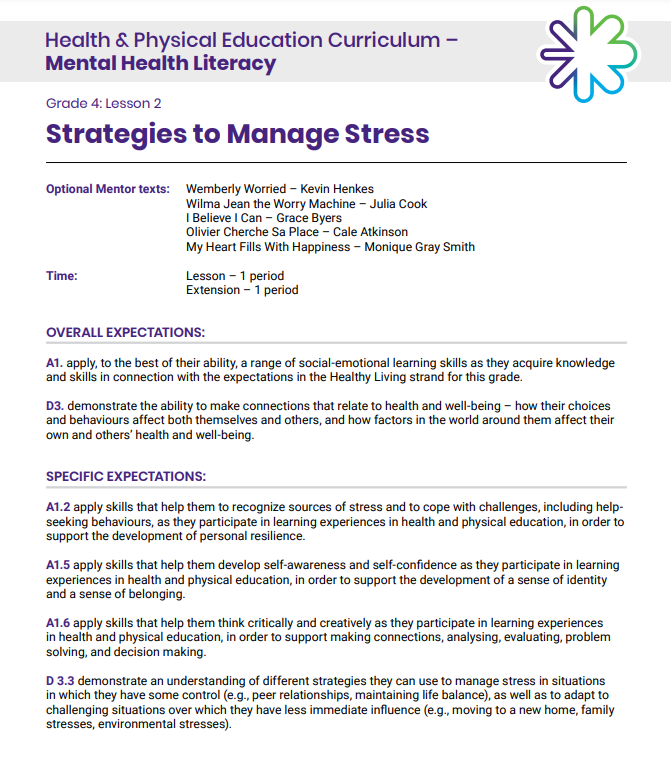 Health & Physical Education Curriculum –
Mental Health Literacy
Grade 4: Lesson 2
Strategies to Manage Stress
Optional Mentor texts: Wemberly Worried – Kevin Henkes
Wilma Jean the Worry Machine – Julia Cook
I Believe I Can – Grace Byers
Olivier Cherche Sa Place – Cale Atkinson
My Heart Fills With Happiness – Monique Gray Smith
Time: Lesson – 1 period
Extension – 1 period
OVERALL EXPECTATIONS:
A1. apply, to the best of their ability, a range of social-emotional learning skills as they acquire knowledge
and skills in connection with the expectations in the Healthy Living strand for this grade.
D3. demonstrate the ability to make connections that relate to health and well-being – how their choices
and behaviours affect both themselves and others, and how factors in the world around them affect their
own and others’ health and well-being.
SPECIFIC EXPECTATIONS:
A1.2 apply skills that help them to recognize sources of stress and to cope with challenges, including help-
seeking behaviours, as they participate in learning experiences in health and physical education, in order to
support the development of personal resilience.
A1.5 apply skills that help them develop self-awareness and self-confidence as they participate in learning
experiences in health and physical education, in order to support the development of a sense of identity
and a sense of belonging.
A1.6 apply skills that help them think critically and creatively as they participate in learning experiences
in health and physical education, in order to support making connections, analysing, evaluating, problem
solving, and decision making.
D 3.3 demonstrate an understanding of different strategies they can use to manage stress in situations
in which they have some control (e.g., peer relationships, maintaining life balance), as well as to adapt to
challenging situations over which they have less immediate influence (e.g., moving to a new home, family
stresses, environmental stresses).